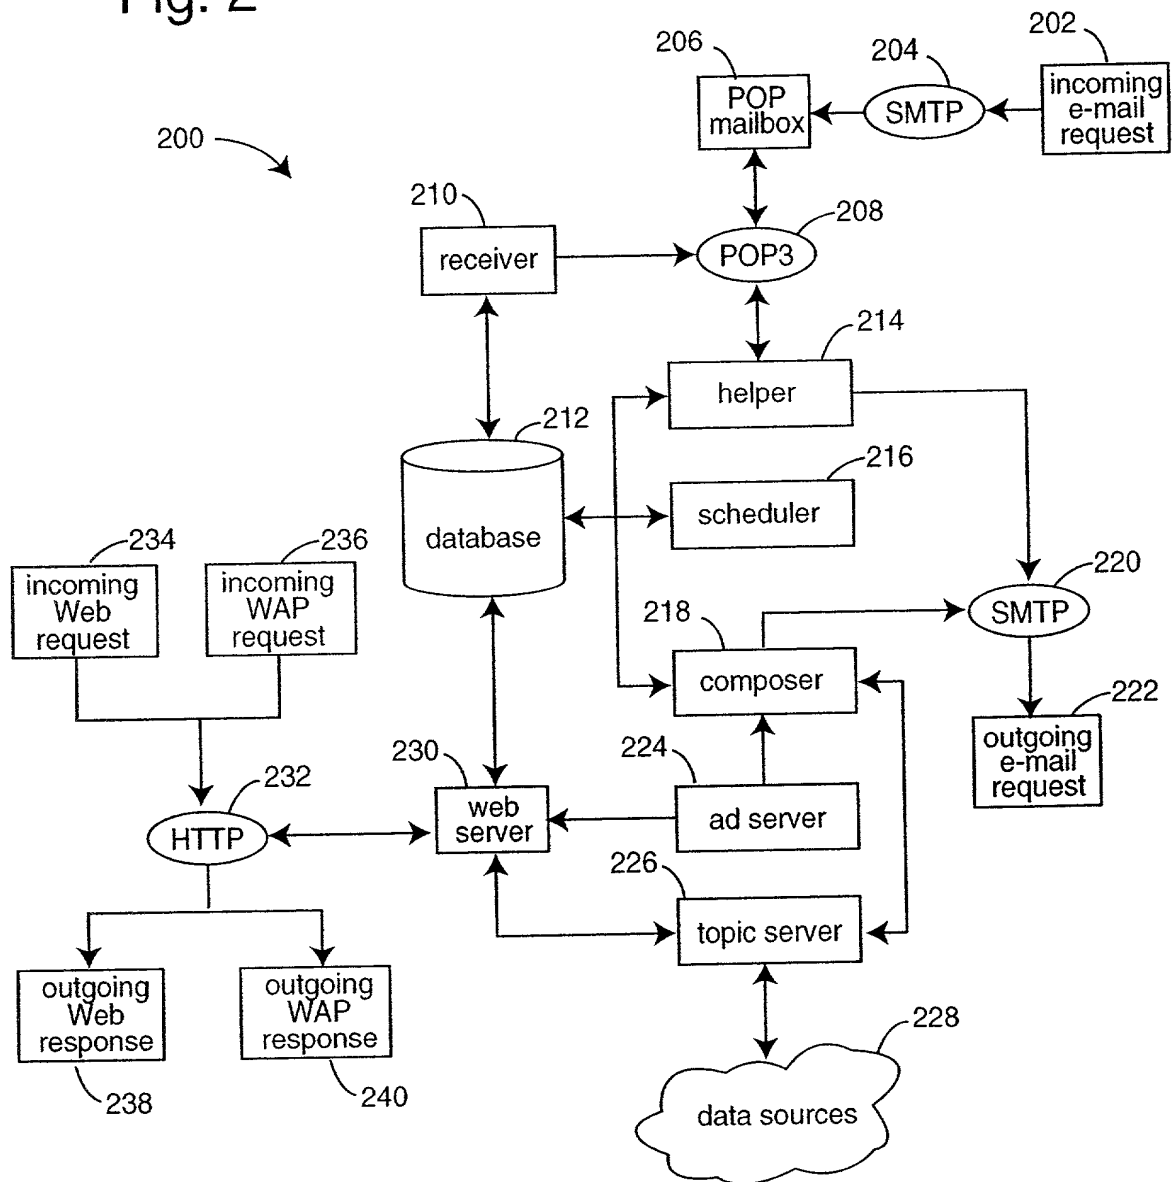 Fig. 2
202
206
204
incoming
e-mail
request
POP
mailbox
SMTP
200
210
208
receiver
POP3
214
helper
212
216
scheduler
database
234
236
incoming
Web
request
incoming
WAP
request
220
SMTP
218
composer
222
outgoing
e-mail
request
224
230
232
web
server
ad server
HTTP
226
topic server
outgoing
Web
response
outgoing
WAP
response
228
238
240
data sources